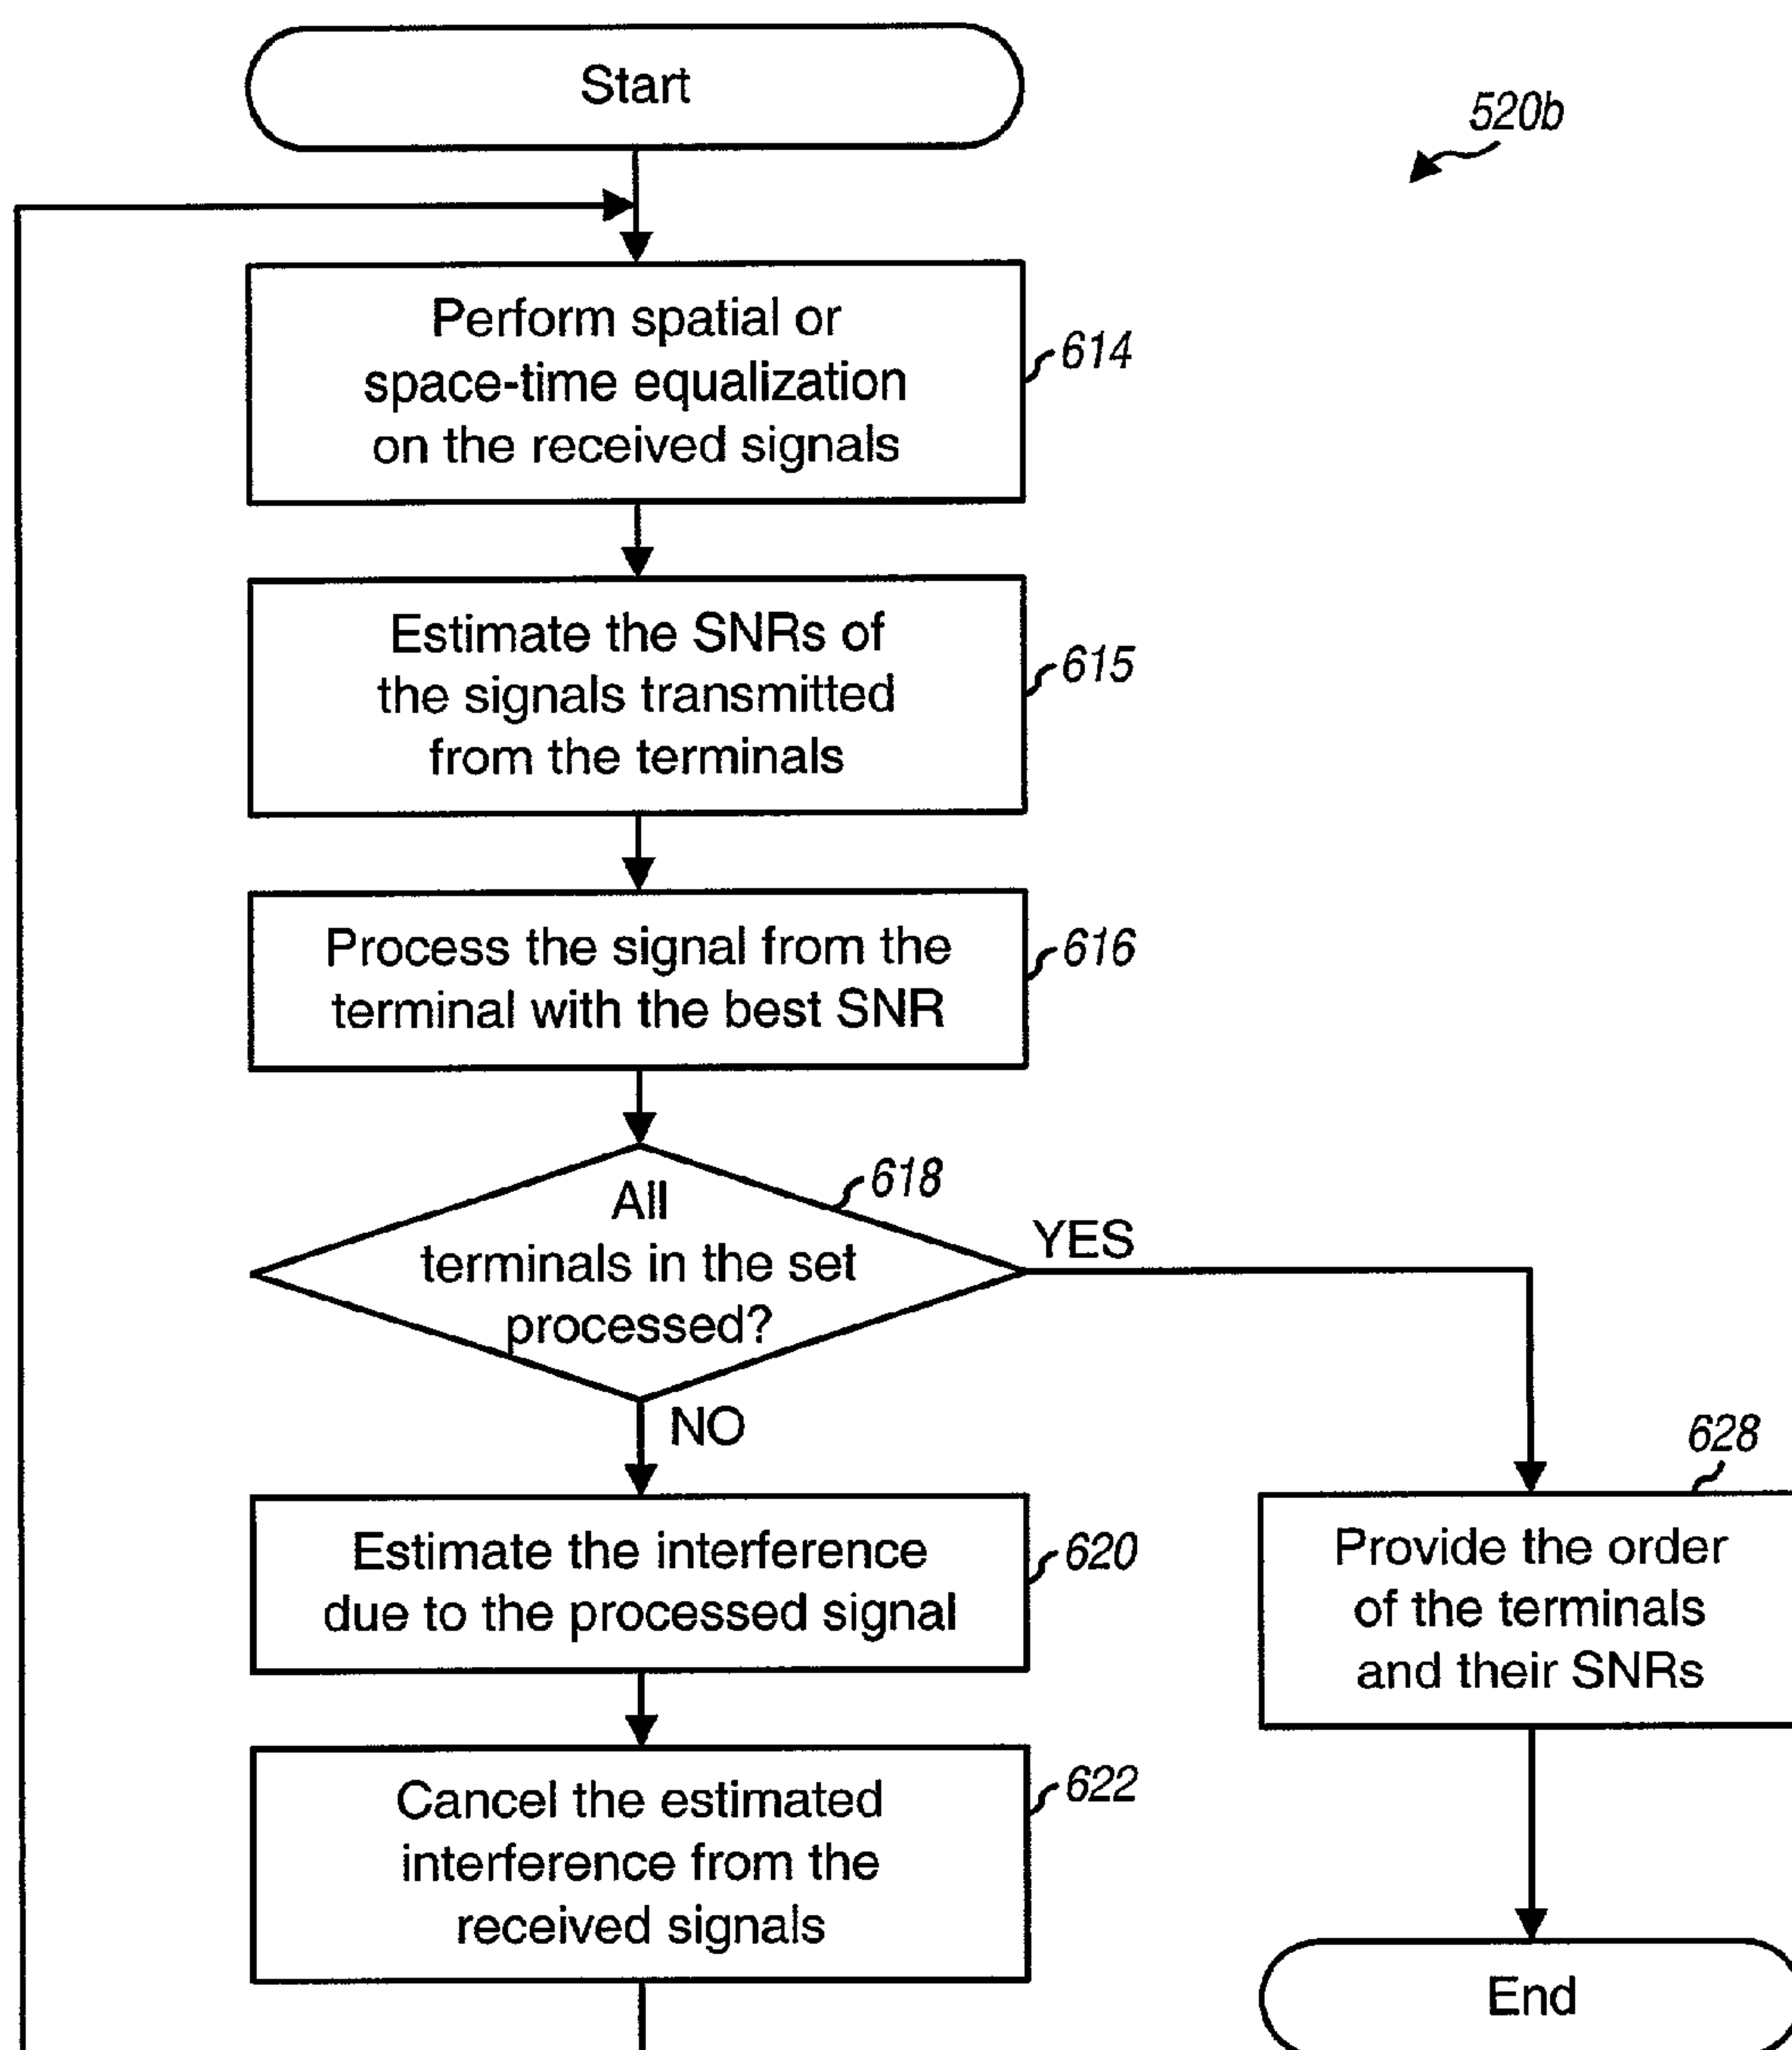 Start
520b
Perform spatial or
space-time equalization
on the received signals
614
Estimate the SNRs of
the signals transmitted
from the terminals
615
Process the signal from the
terminal with the best SNR
616
All
terminals in the set
processed?
618
YES
NO
Estimate the interference
due to the processed signal
620
628
Provide the order
of the terminals
and their SNRs
Cancel the estimated
interference from the
received signals
622
End